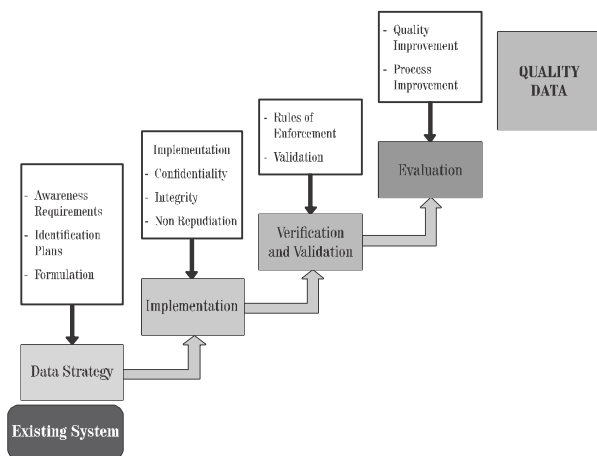 - Quality
Improvement
- Process
Improvement
QUALITY
DATA
- Rules of
Enforcement
- Validation
Implementation
- Confidentiality
- Integrity
- Non Repudiation
Evaluation
- Awareness
Requirements
- Identification
Plans
- Formulation
Verification
and Validation
Implementation
Data Strategy
Existing System